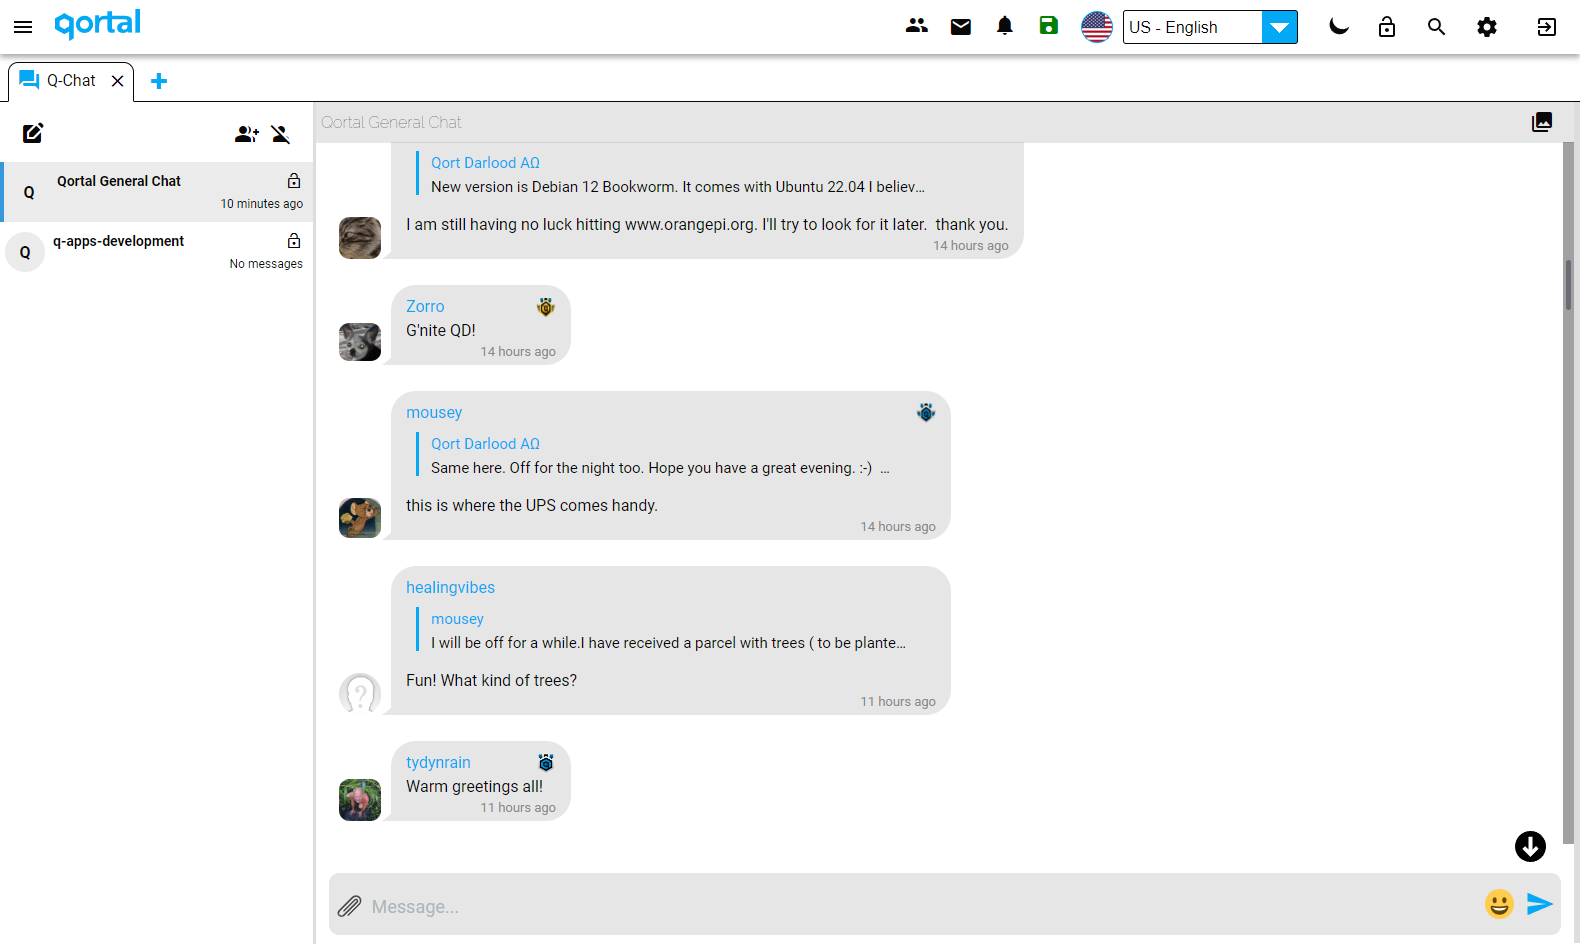 qortal
US - English
Q-Chat
Qortal General Chat
Q
Qortal General Chat
10 minutes ago
Q
q-apps-development
No messages
Qort Darlood AΩ
New version is Debian 12 Bookworm. It comes with Ubuntu 22.04 I believ...
I am still having no luck hitting www.orangepi.org. I'll try to look for it later.  thank you.
14 hours ago
Zorro
G'nite QD!
14 hours ago
mousey
Qort Darlood AΩ
Same here. Off for the night too. Hope you have a great evening. :-)  ...
this is where the UPS comes handy.
14 hours ago
healingvibes
mousey
I will be off for a while.I have received a parcel with trees ( to be plante...
Fun! What kind of trees?
11 hours ago
tydynrain
Warm greetings all!
11 hours ago
Message...